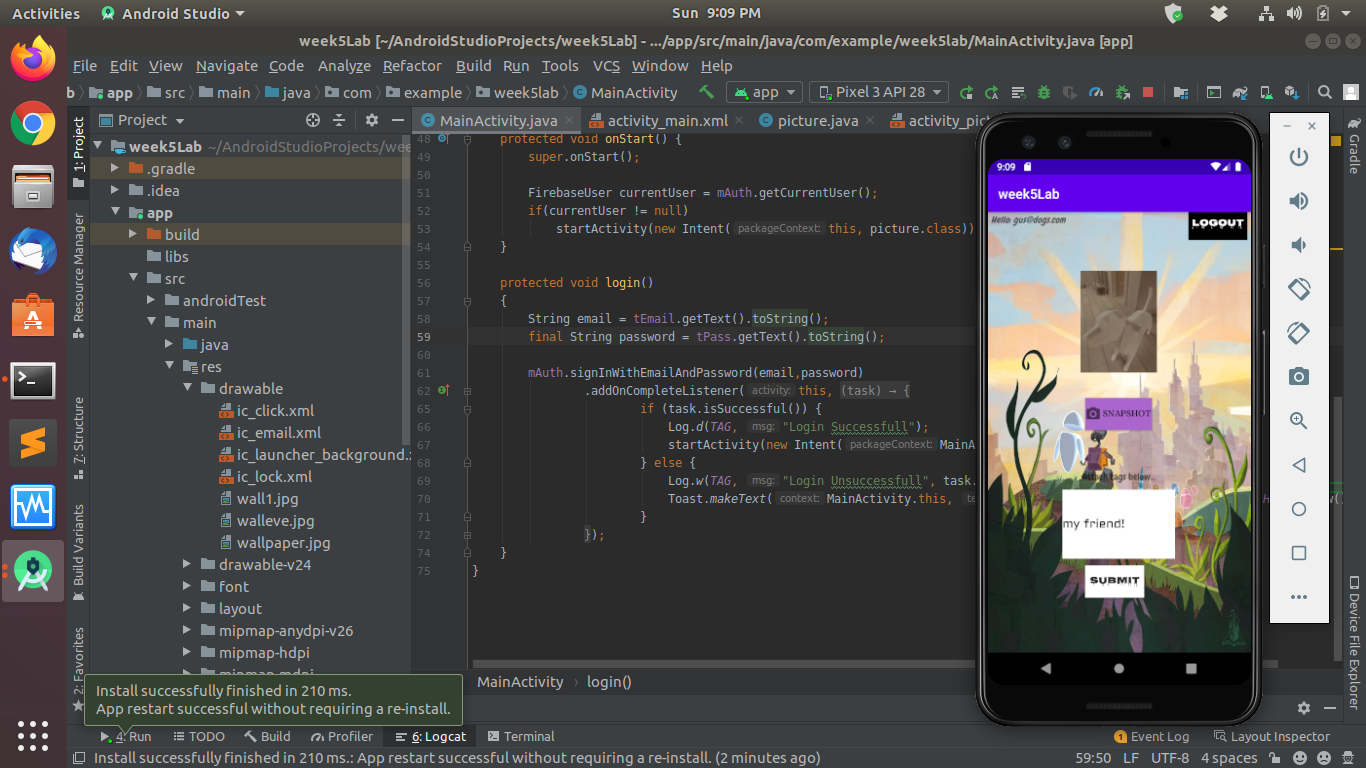 Activities
Android Studio
Sun 9:09 PM
week5Lab [~/AndroidStudioProjects/week5Lab] - .../app/src/main/java/com/example/week5lab/MainActivity.java [app]
File Edit View Navigate Code Analyze Refactor Build Run Tools VCS Window Help
b app src main java com example week5lab MainActivity
app
Pixel 3 API 28
1: Project
Resource Manager
7: Structure
Build Variants
2: Favorites
Project
week5Lab ~/AndroidStudioProjects/wee
.gradle
.idea
app
build
libs
src
androidTest
main
java
res
drawable
ic_click.xml
ic_email.xml
ic_launcher_background.
ic_lock.xml
wall1.jpg
walleve.jpg
wallpaper.jpg
drawable-v24
font
layout
mipmap-anydpi-v26
mipmap-hdpi
mipmap-mdpi
MainActivity.java activity_main.xml picture.java activity_pict
48 protected void onStart() {
49 super.onStart();
50
51 FirebaseUser currentUser = mAuth.getCurrentUser();
52 if(currentUser != null)
53 startActivity(new Intent( packageContext: this, picture.class))
54 }
55
56 protected void login()
57 {
58 String email = tEmail.getText().toString();
59 final String password = tPass.getText().toString();
60
61 mAuth.signInWithEmailAndPassword(email,password)
62 .addOnCompleteListener( activity: this, (task) → {
65 if (task.isSuccessful()) {
66 Log.d(TAG, msg: "Login Successfull");
67 startActivity(new Intent( packageContext: MainA
68 } else {
69 Log.w(TAG, msg: "Login Unsuccessfull", task.
70 Toast.makeText( context: MainActivity.this, te
71 }
72 });
74 }
75 }
MainActivity › login()
9:09
week5Lab
Hello: gus@dogs.com
LOGOUT
SNAPSHOT
Attach tags below..
my friend!
SUBMIT
Gradle
Device File Explorer
Install successfully finished in 210 ms.
App restart successful without requiring a re-install.
4: Run TODO Build Profiler 6: Logcat Terminal
1 Event Log Layout Inspector
Install successfully finished in 210 ms.: App restart successful without requiring a re-install. (2 minutes ago)
59:50 LF UTF-8 4 spaces